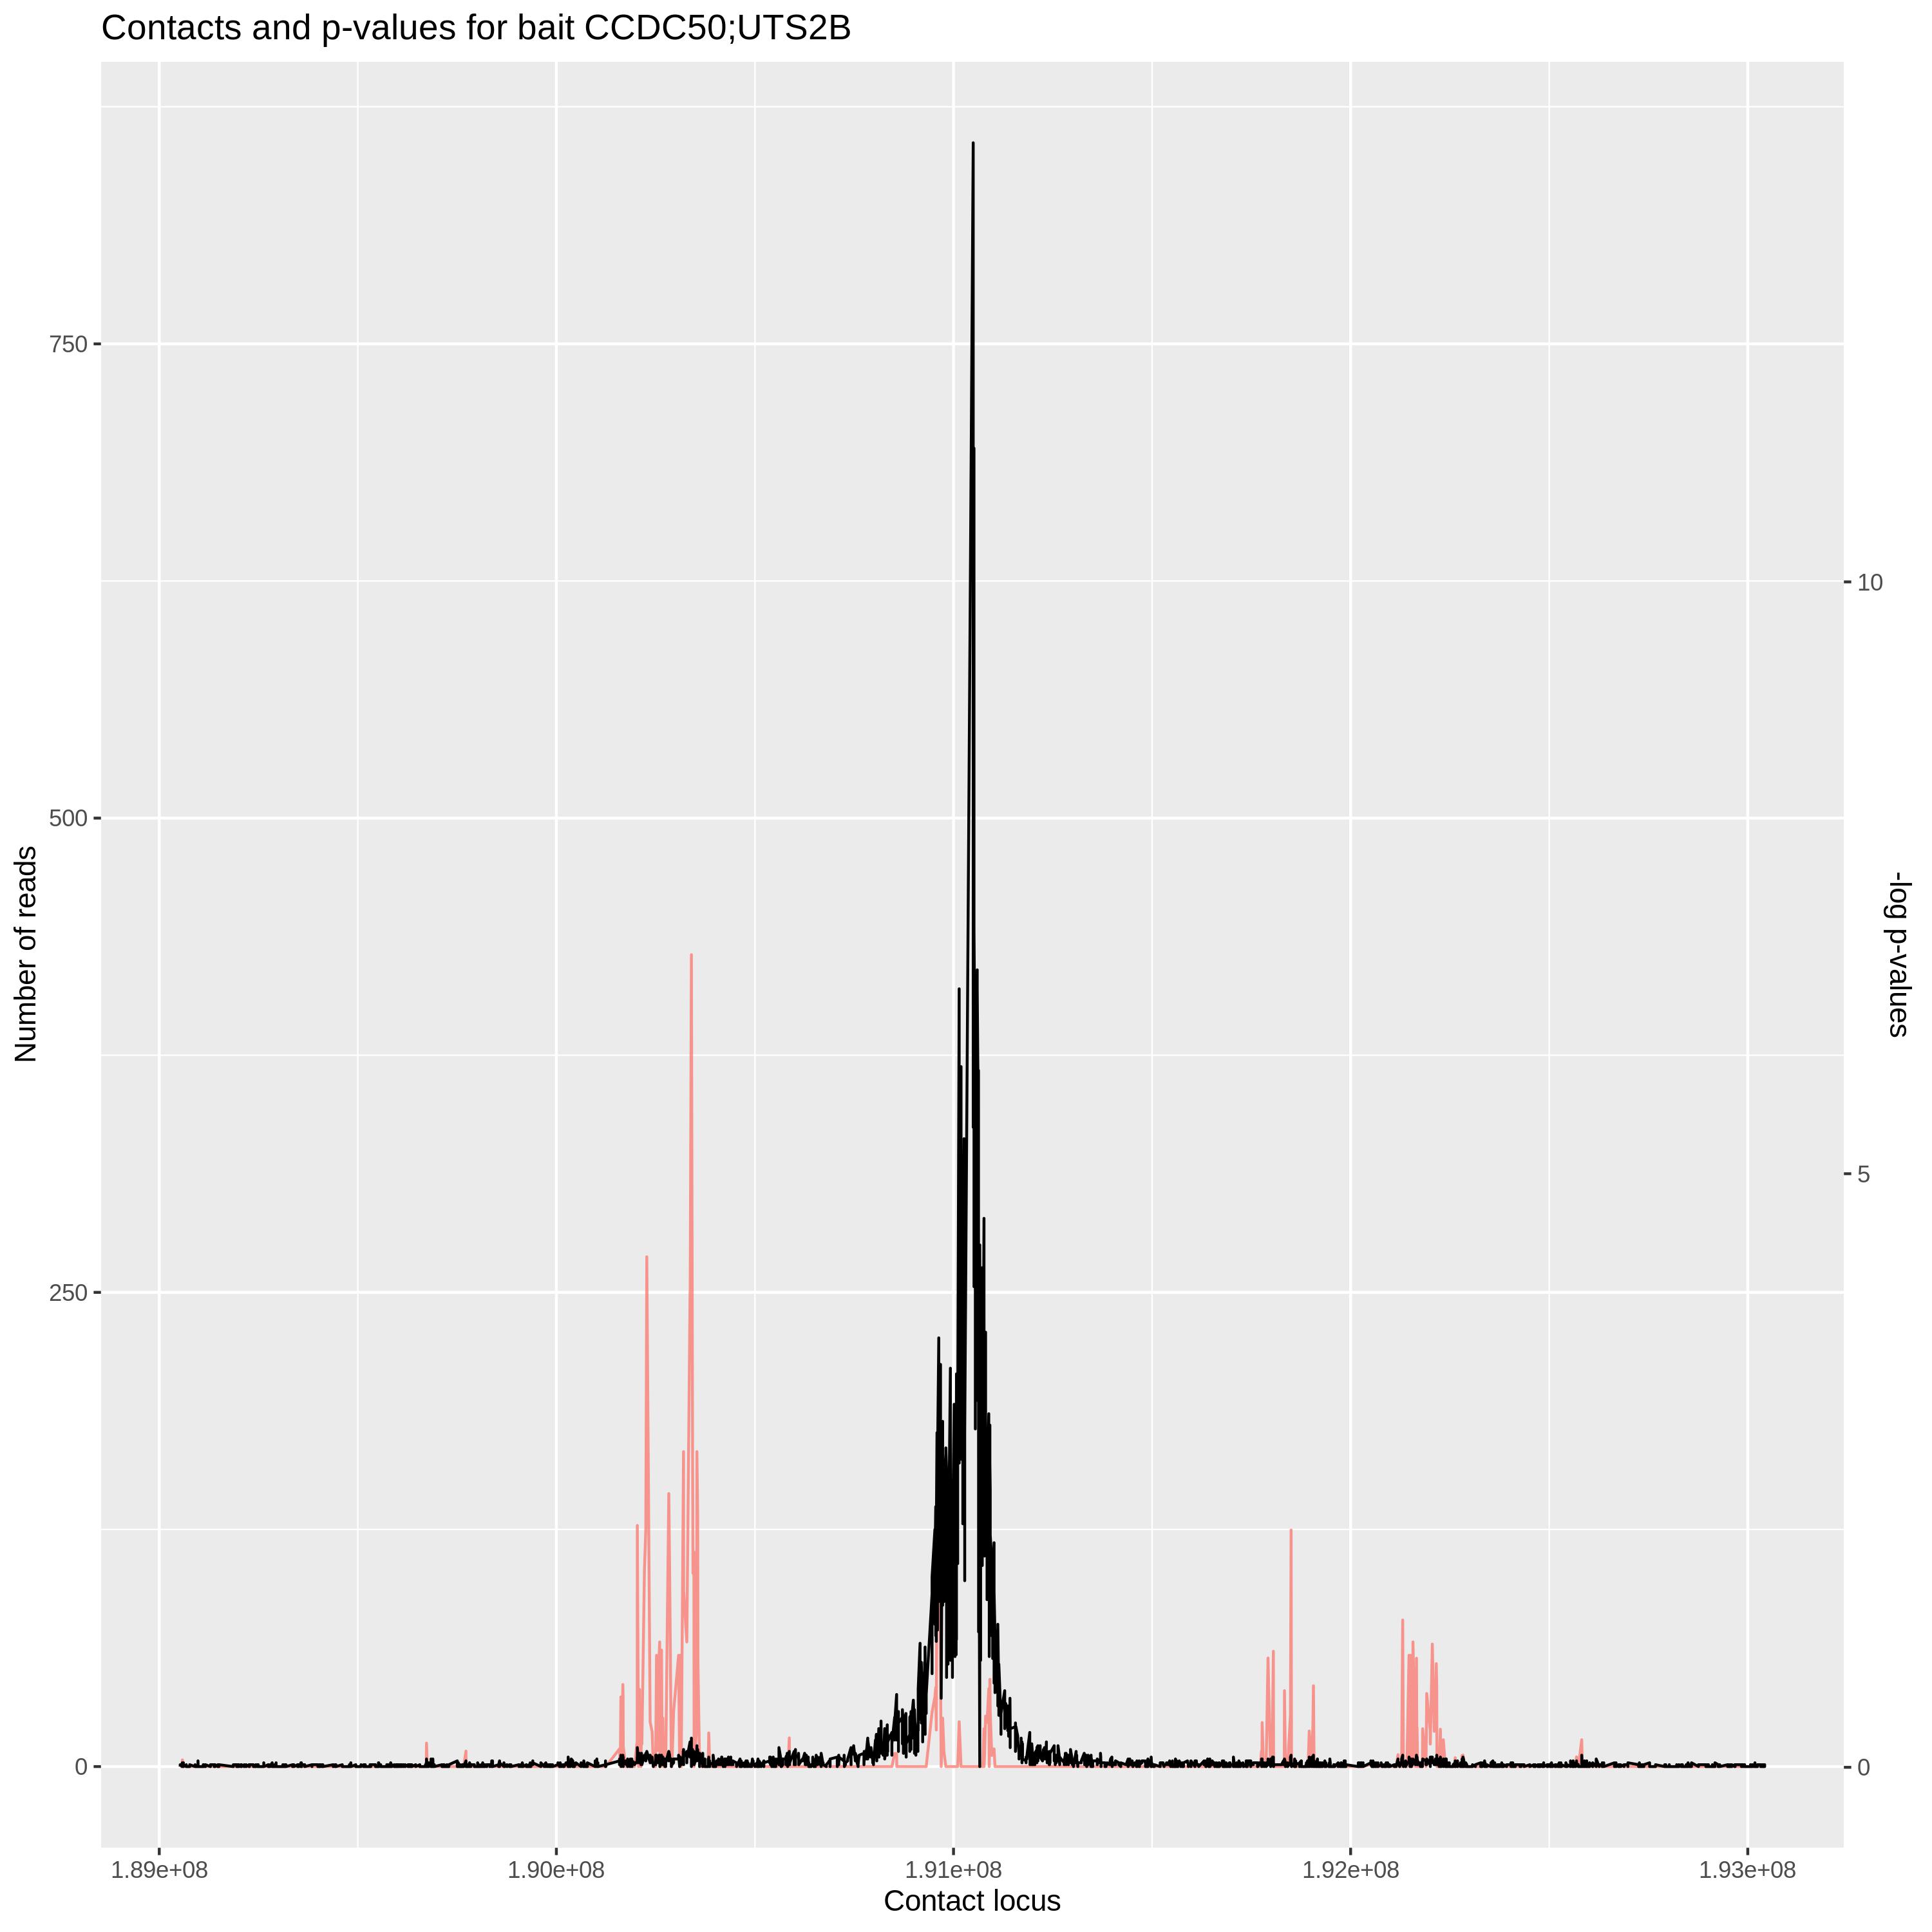 Contacts and p-values for bait CCDC50;UTS2B
750
500
250
0
10
5
0
Number of reads
-log p-values
1.89e+08
1.90e+08
1.91e+08
1.92e+08
1.93e+08
Contact locus